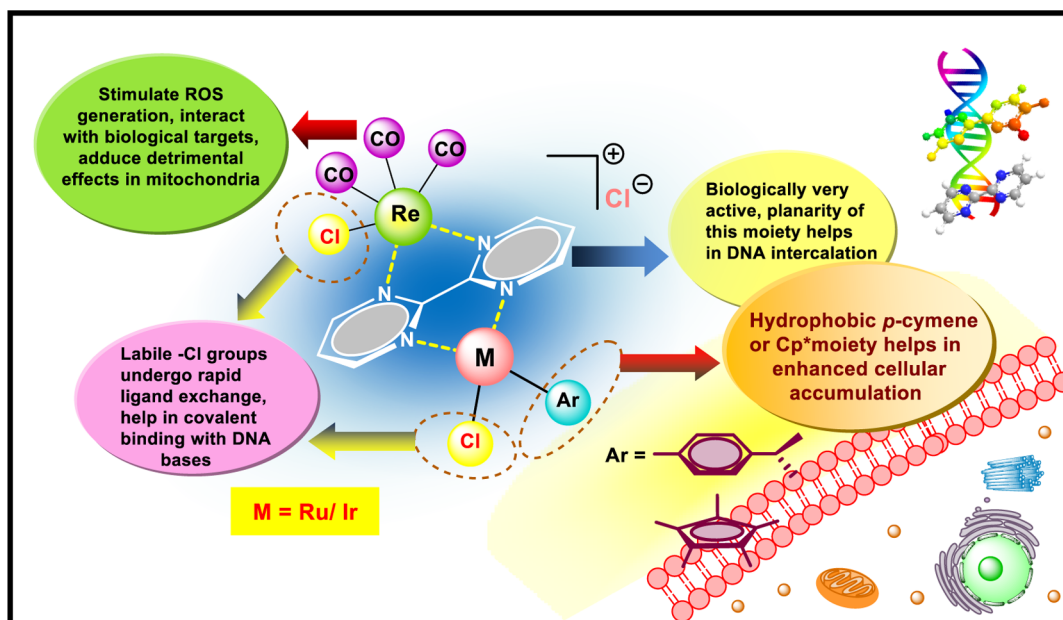 Stimulate ROS
generation, interact
with biological targets,
adduce detrimental
effects in mitochondria
CO
CO
CO
Re
Cl
+
Cl −
Biologically very
active, planarity of
this moiety helps
in DNA intercalation
N
N
N
N
M
Ar
Cl
Labile -Cl groups
undergo rapid
ligand exchange,
help in covalent
binding with DNA
bases
Hydrophobic p-cymene
or Cp*moiety helps in
enhanced cellular
accumulation
Ar =
M = Ru/ Ir